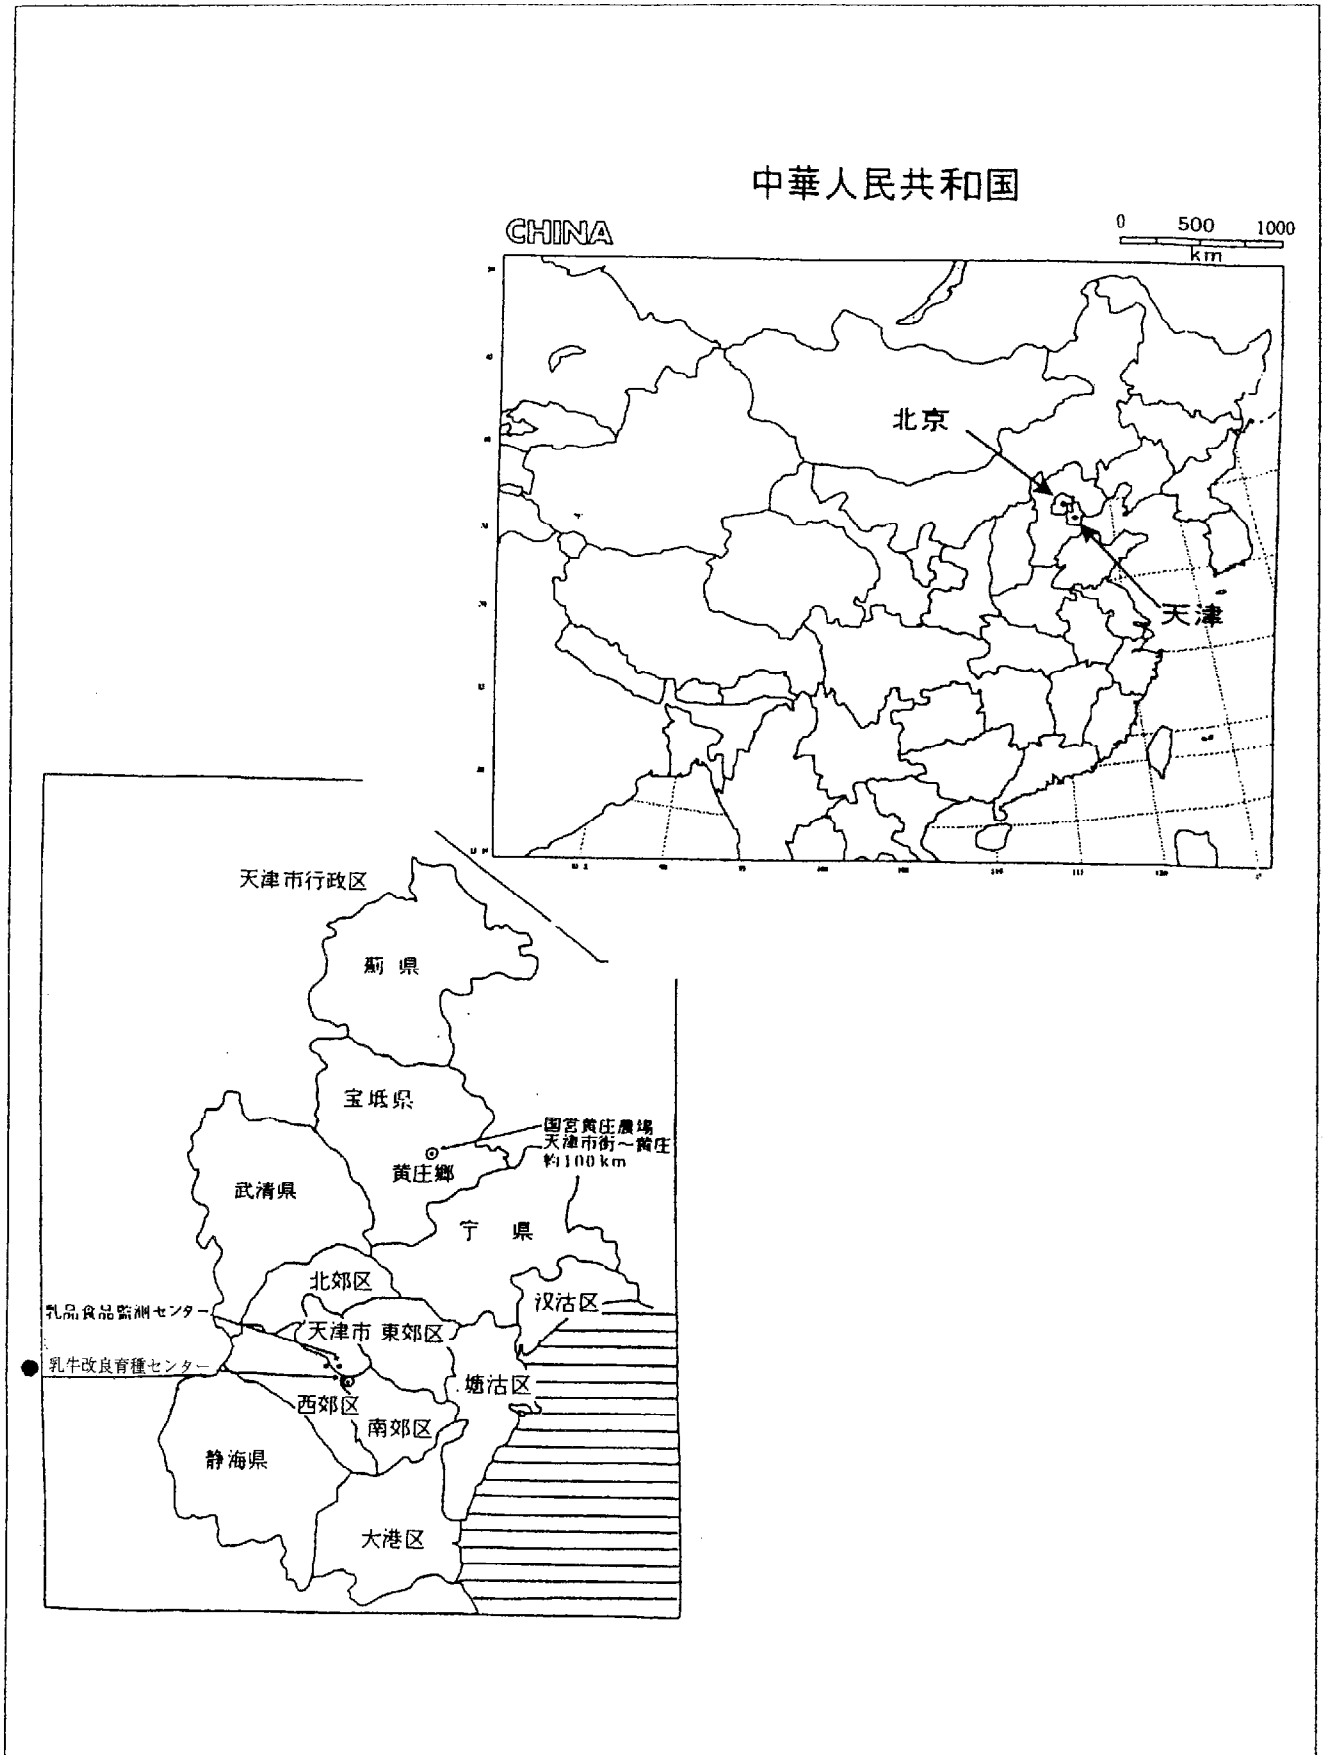 中華人民共和国
CHINA
0 500 1000
km
北京
天津
天津市行政区
薊県
宝坻県
国営黄庄農場
天津市街～黄庄
約100km
黄庄郷
武清県
宁 県
北郊区
汉沽区
乳品食品監測センター
天津市 東郊区
乳牛改良育種センター
塘沽区
西郊区
南郊区
静海県
大港区